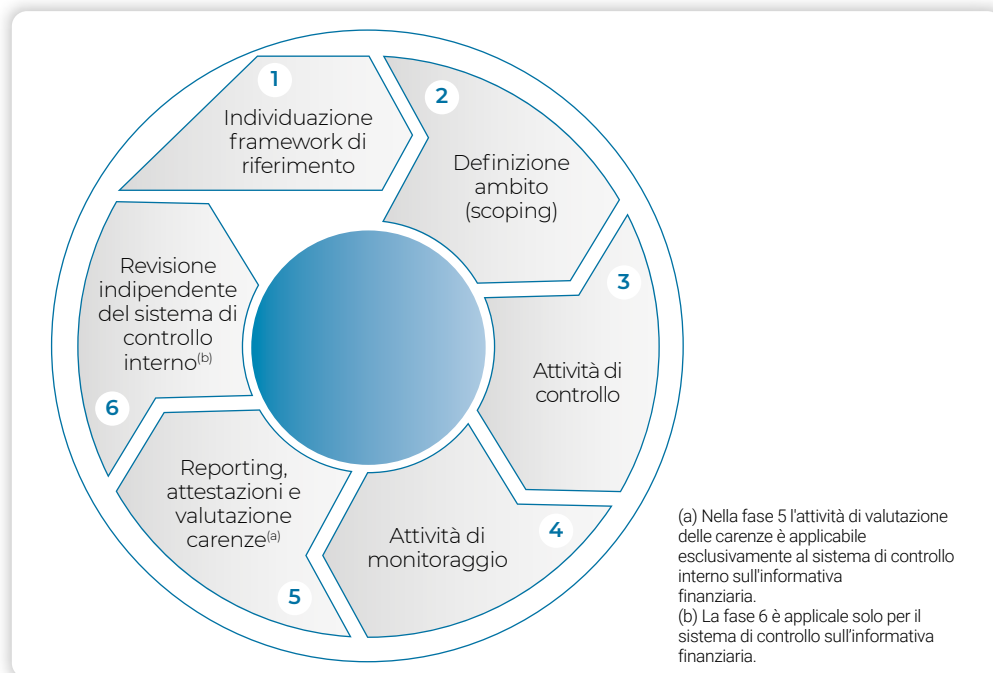 1
Individuazione
framework di
riferimento
2
Definizione
ambito
(scoping)
3
Attività di
controllo
4
Attività di
monitoraggio
5
Reporting,
attestazioni e
valutazione
carenze(a)
6
Revisione
indipendente
del sistema di
controllo
interno(b)
(a) Nella fase 5 l'attività di valutazione
delle carenze è applicabile
esclusivamente al sistema di controllo
interno sull'informativa
finanziaria.
(b) La fase 6 è applicale solo per il
sistema di controllo sull'informativa
finanziaria.